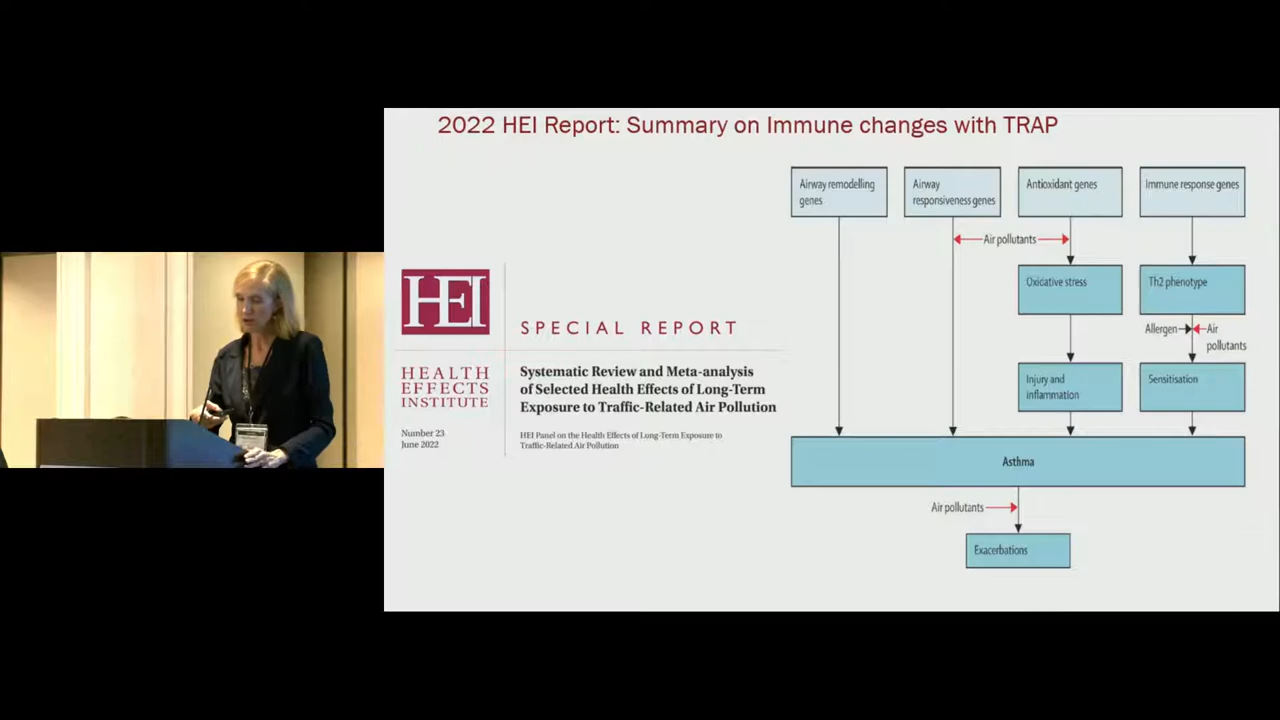 2022 HEI Report: Summary on Immune changes with TRAP
HEI
SPECIAL REPORT
HEALTH
EFFECTS
INSTITUTE
Systematic Review and Meta-analysis
of Selected Health Effects of Long-Term
Exposure to Traffic-Related Air Pollution
Number 23
June 2022
HEI Panel on the Health Effects of Long-Term Exposure to
Traffic-Related Air Pollution
Airway remodelling
genes
Airway
responsiveness genes
Antioxidant genes
Immune response genes
Air pollutants
Oxidative stress
Th2 phenotype
Allergen
Air
pollutants
Injury and
inflammation
Sensitisation
Asthma
Air pollutants
Exacerbations